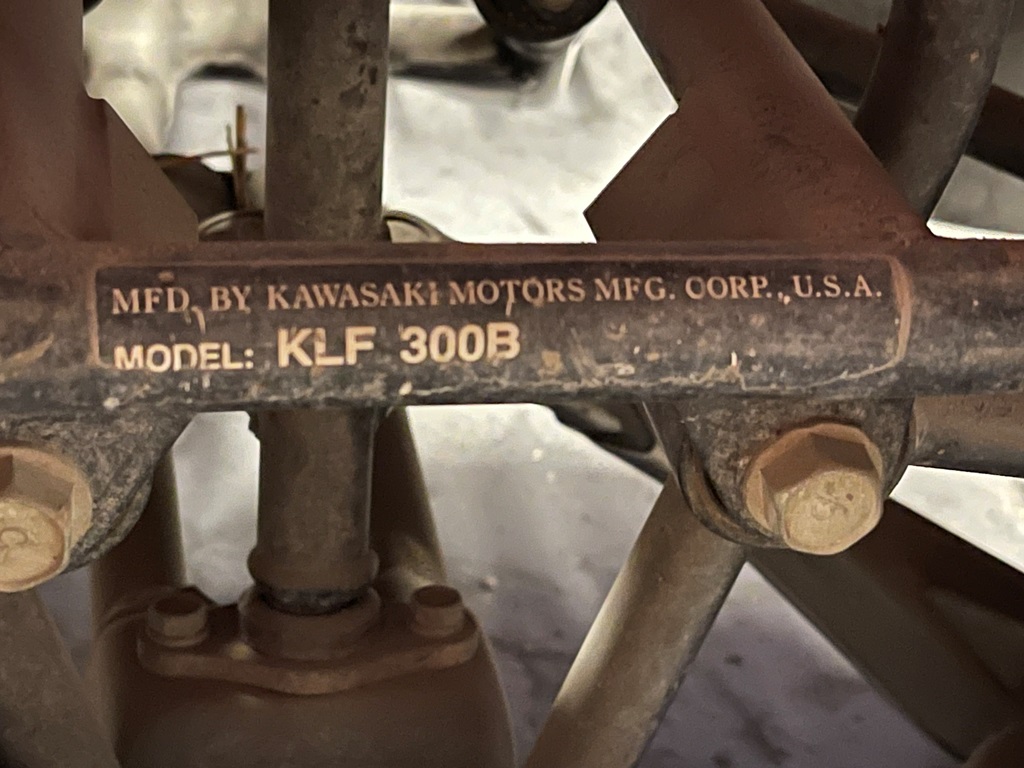 MFD. BY KAWASAKI MOTORS MFG. CORP., U.S.A.
MODEL: KLF 300B